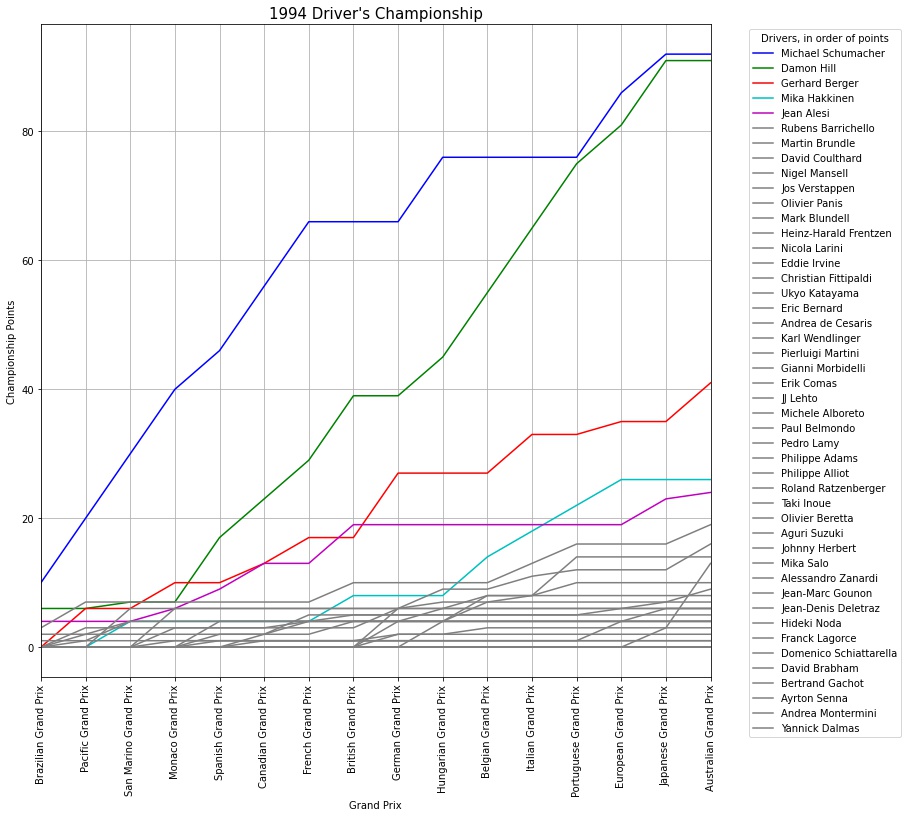 1994 Driver's Championship
Championship Points
80
60
40
20
0
Brazilian Grand Prix
Pacific Grand Prix
San Marino Grand Prix
Monaco Grand Prix
Spanish Grand Prix
Canadian Grand Prix
French Grand Prix
British Grand Prix
German Grand Prix
Hungarian Grand Prix
Belgian Grand Prix
Italian Grand Prix
Portuguese Grand Prix
European Grand Prix
Japanese Grand Prix
Australian Grand Prix
Grand Prix
Drivers, in order of points
Michael Schumacher
Damon Hill
Gerhard Berger
Mika Hakkinen
Jean Alesi
Rubens Barrichello
Martin Brundle
David Coulthard
Nigel Mansell
Jos Verstappen
Olivier Panis
Mark Blundell
Heinz-Harald Frentzen
Nicola Larini
Eddie Irvine
Christian Fittipaldi
Ukyo Katayama
Eric Bernard
Andrea de Cesaris
Karl Wendlinger
Pierluigi Martini
Gianni Morbidelli
Erik Comas
JJ Lehto
Michele Alboreto
Paul Belmondo
Pedro Lamy
Philippe Adams
Philippe Alliot
Roland Ratzenberger
Taki Inoue
Olivier Beretta
Aguri Suzuki
Johnny Herbert
Mika Salo
Alessandro Zanardi
Jean-Marc Gounon
Jean-Denis Deletraz
Hideki Noda
Franck Lagorce
Domenico Schiattarella
David Brabham
Bertrand Gachot
Ayrton Senna
Andrea Montermini
Yannick Dalmas